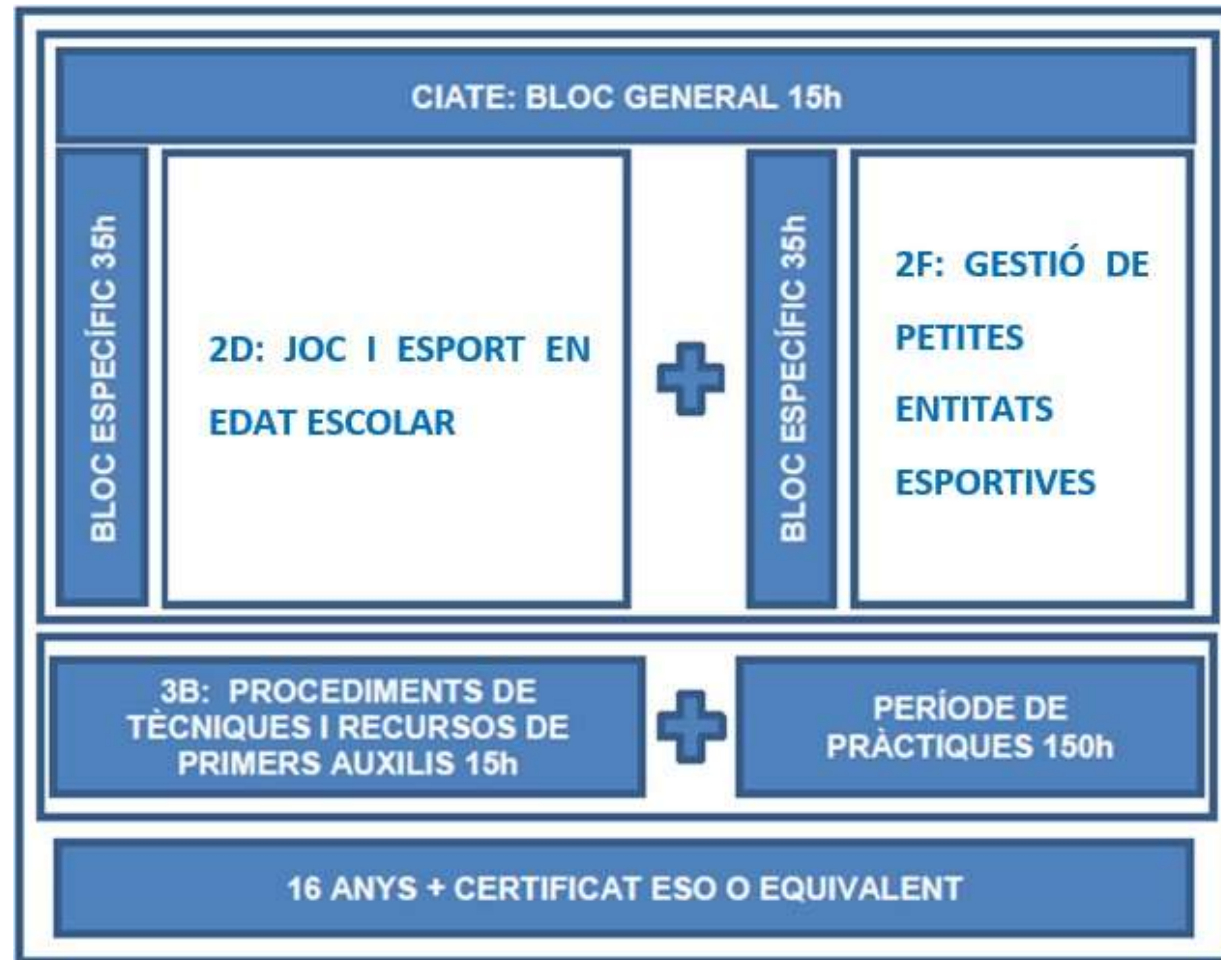 CIATE: BLOC GENERAL 15h
BLOC ESPECÍFIC 35h
2D: JOC I ESPORT EN
EDAT ESCOLAR
BLOC ESPECÍFIC 35h
2F: GESTIÓ DE
PETITES
ENTITATS
ESPORTIVES
3B: PROCEDIMENTS DE
TÈCNIQUES I RECURSOS DE
PRIMERS AUXILIS 15h
PERÍODE DE
PRÀCTIQUES 150h
16 ANYS + CERTIFICAT ESO O EQUIVALENT